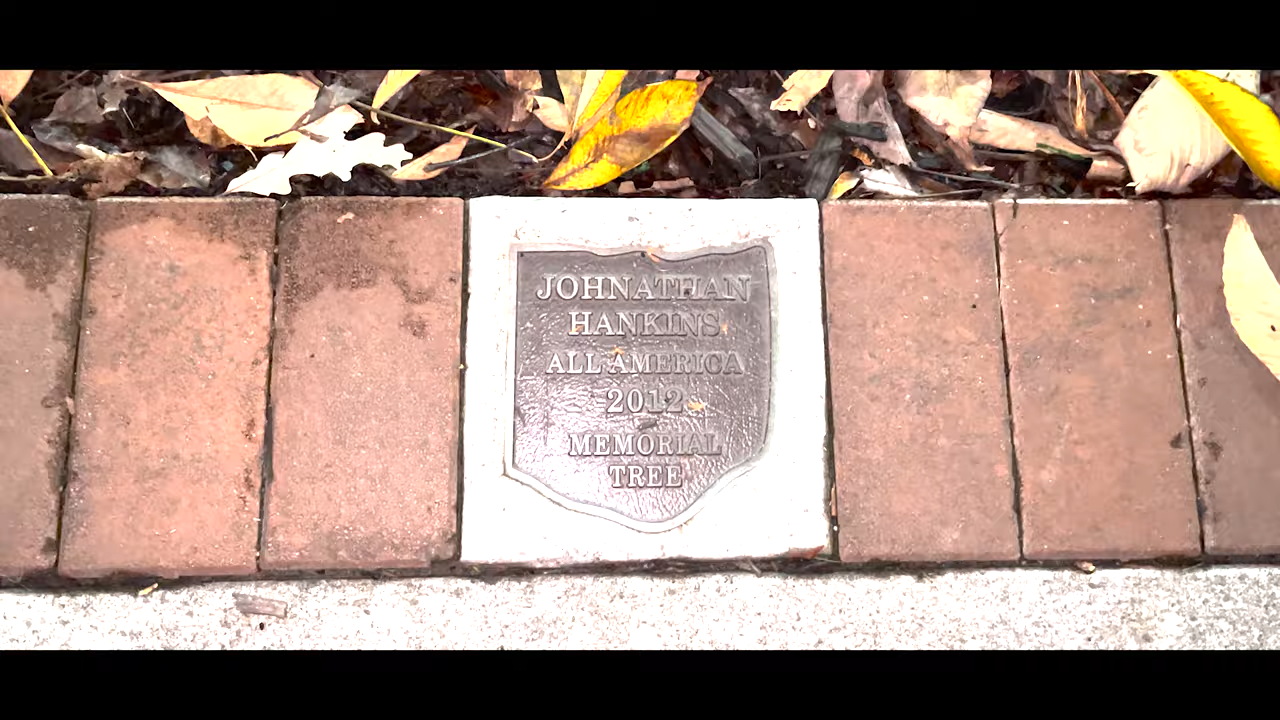 JOHNATHAN
HANKINS
ALL AMERICA
2012
MEMORIAL
TREE